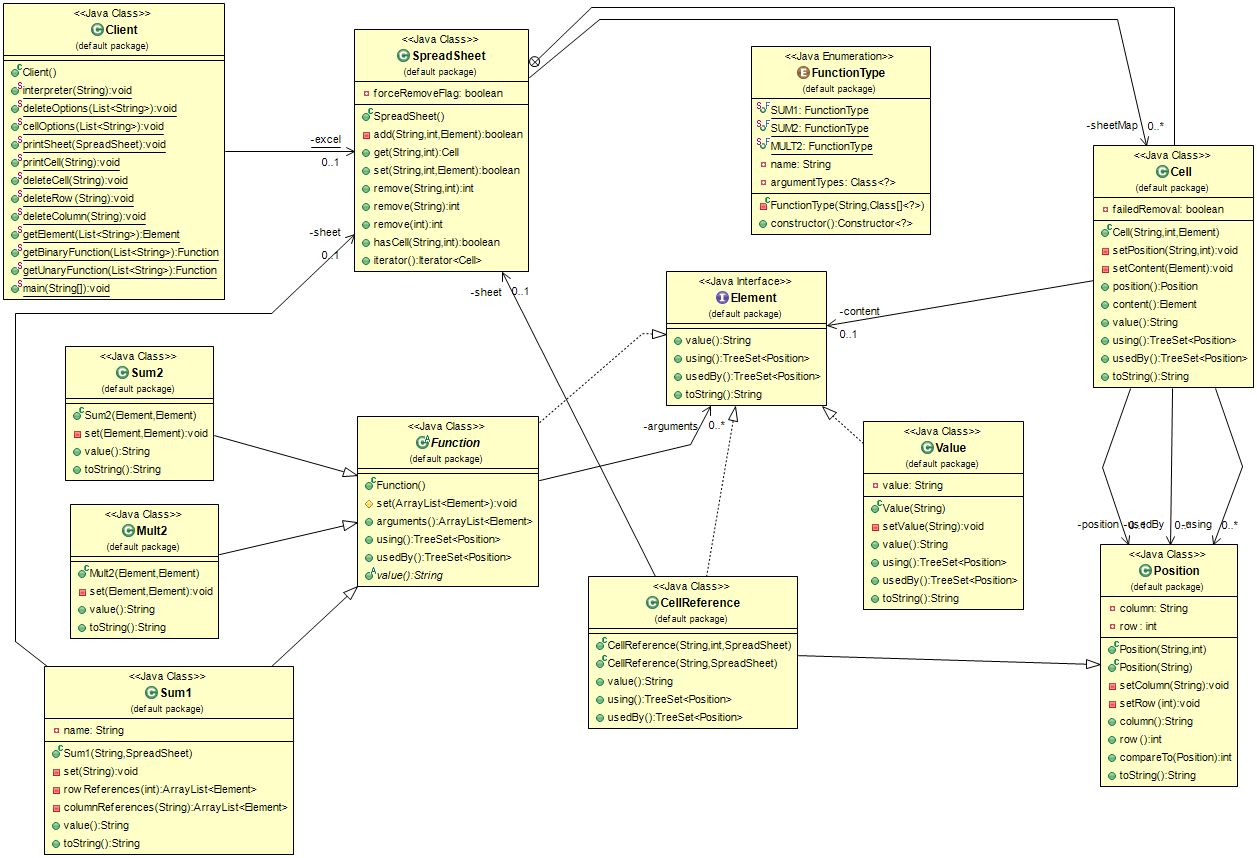 <<Java Class>>
Client
(default package)
Client()
interpreter(String):void
deleteOptions(List<String>):void
cellOptions(List<String>):void
printSheet(SpreadSheet):void
printCell(String):void
deleteCell(String):void
deleteRow (String):void
deleteColumn(String):void
getElement(List<String>):Element
getBinaryFunction(List<String>):Function
getUnaryFunction(List<String>):Function
main(String[]):void
-excel
0..1
<<Java Class>>
SpreadSheet
(default package)
forceRemoveFlag: boolean
SpreadSheet()
add(String,int,Element):boolean
get(String,int):Cell
set(String,int,Element):boolean
remove(String,int):int
remove(String):int
remove(int):int
hasCell(String,int):boolean
iterator():Iterator<Cell>
-sheet
0..1
-sheet
0..1
<<Java Enumeration>>
FunctionType
(default package)
SUM1: FunctionType
SUM2: FunctionType
MULT2: FunctionType
name: String
argumentTypes: Class<?>
FunctionType(String,Class[]<?>)
constructor():Constructor<?>
-sheetMap
0..*
<<Java Class>>
Cell
(default package)
failedRemoval: boolean
Cell(String,int,Element)
setPosition(String,int):void
setContent(Element):void
position():Position
content():Element
value():String
using():TreeSet<Position>
usedBy():TreeSet<Position>
toString():String
<<Java Interface>>
Element
(default package)
value():String
using():TreeSet<Position>
usedBy():TreeSet<Position>
toString():String
-content
0..1
<<Java Class>>
Sum2
(default package)
Sum2(Element,Element)
set(Element,Element):void
value():String
toString():String
<<Java Class>>
Function
(default package)
Function()
set(ArrayList<Element>):void
arguments():ArrayList<Element>
using():TreeSet<Position>
usedBy():TreeSet<Position>
value():String
-arguments
0..*
<<Java Class>>
Value
(default package)
value: String
Value(String)
setValue(String):void
value():String
using():TreeSet<Position>
usedBy():TreeSet<Position>
toString():String
<<Java Class>>
Mult2
(default package)
Mult2(Element,Element)
set(Element,Element):void
value():String
toString():String
<<Java Class>>
CellReference
(default package)
CellReference(String,int,SpreadSheet)
CellReference(String,SpreadSheet)
value():String
using():TreeSet<Position>
usedBy():TreeSet<Position>
-position
-usedBy
-using
0..*
<<Java Class>>
Position
(default package)
column: String
row : int
Position(String,int)
Position(String)
setColumn(String):void
setRow (int):void
column():String
row ():int
compareTo(Position):int
toString():String
<<Java Class>>
Sum1
(default package)
name: String
Sum1(String,SpreadSheet)
set(String):void
row References(int):ArrayList<Element>
columnReferences(String):ArrayList<Element>
value():String
toString():String